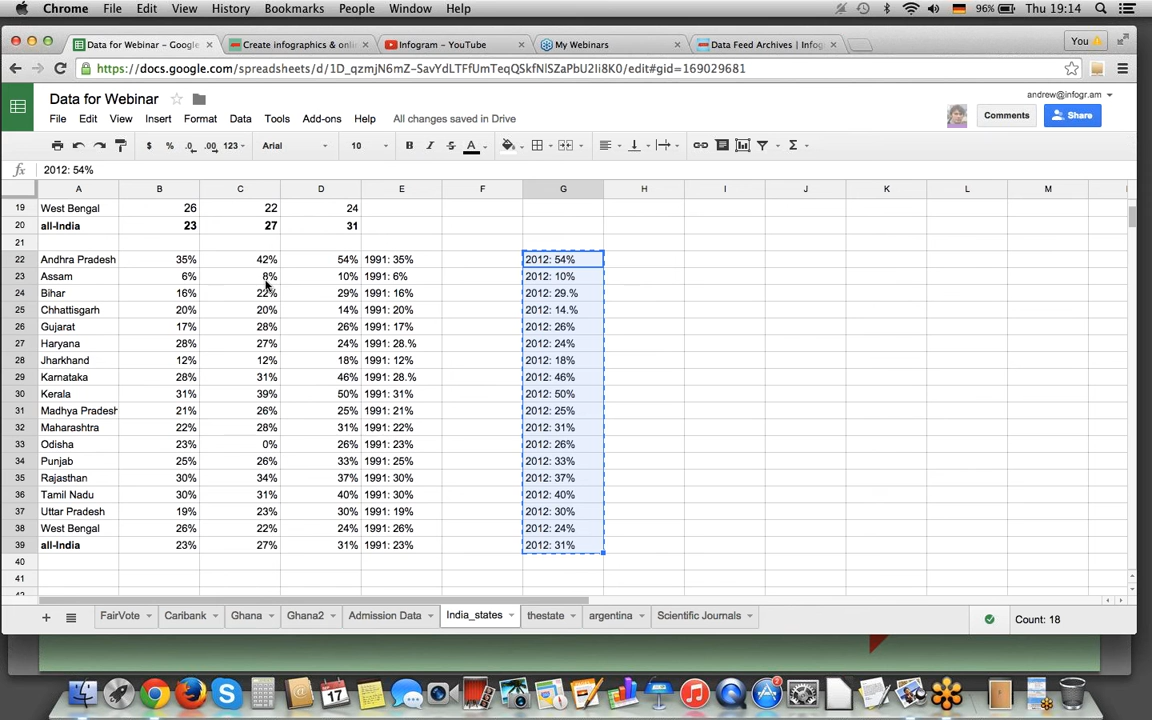 Chrome File Edit View History Bookmarks People Window Help 96% Thu 19:14
Data for Webinar - Google Create infographics & onli Infogram - YouTube My Webinars Data Feed Archives | Infog You
https://docs.google.com/spreadsheets/d/1D_qzmjN6mZ-SavYdLTFfUmTeqQSkfNlSZaPbU2Ii8K0/edit#gid=169029681
Data for Webinar andrew@infogr.am
File Edit View Insert Format Data Tools Add-ons Help All changes saved in Drive Comments Share
$ % .0 .00 123 Arial 10 B I S A Σ
fx 2012: 54%
A B C D E F G H I J K L M
19 West Bengal 26 22 24
20 all-India 23 27 31
21
22 Andhra Pradesh 35% 42% 54% 1991: 35% 2012: 54%
23 Assam 6% 8% 10% 1991: 6% 2012: 10%
24 Bihar 16% 22% 29% 1991: 16% 2012: 29.%
25 Chhattisgarh 20% 20% 14% 1991: 20% 2012: 14.%
26 Gujarat 17% 28% 26% 1991: 17% 2012: 26%
27 Haryana 28% 27% 24% 1991: 28.% 2012: 24%
28 Jharkhand 12% 12% 18% 1991: 12% 2012: 18%
29 Karnataka 28% 31% 46% 1991: 28.% 2012: 46%
30 Kerala 31% 39% 50% 1991: 31% 2012: 50%
31 Madhya Pradesh 21% 26% 25% 1991: 21% 2012: 25%
32 Maharashtra 22% 28% 31% 1991: 22% 2012: 31%
33 Odisha 23% 0% 26% 1991: 23% 2012: 26%
34 Punjab 25% 26% 33% 1991: 25% 2012: 33%
35 Rajasthan 30% 34% 37% 1991: 30% 2012: 37%
36 Tamil Nadu 30% 31% 40% 1991: 30% 2012: 40%
37 Uttar Pradesh 19% 23% 30% 1991: 19% 2012: 30%
38 West Bengal 26% 22% 24% 1991: 26% 2012: 24%
39 all-India 23% 27% 31% 1991: 23% 2012: 31%
40
41
FairVote Caribank Ghana Ghana2 Admission Data India_states thestate argentina Scientific Journals Count: 18
17
2